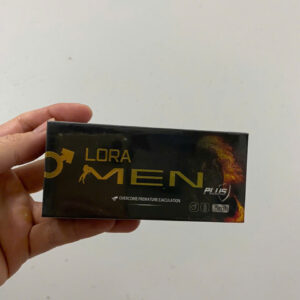 LORA
MEN
PLUS
OVERCOME PREMATURE EJACULATION